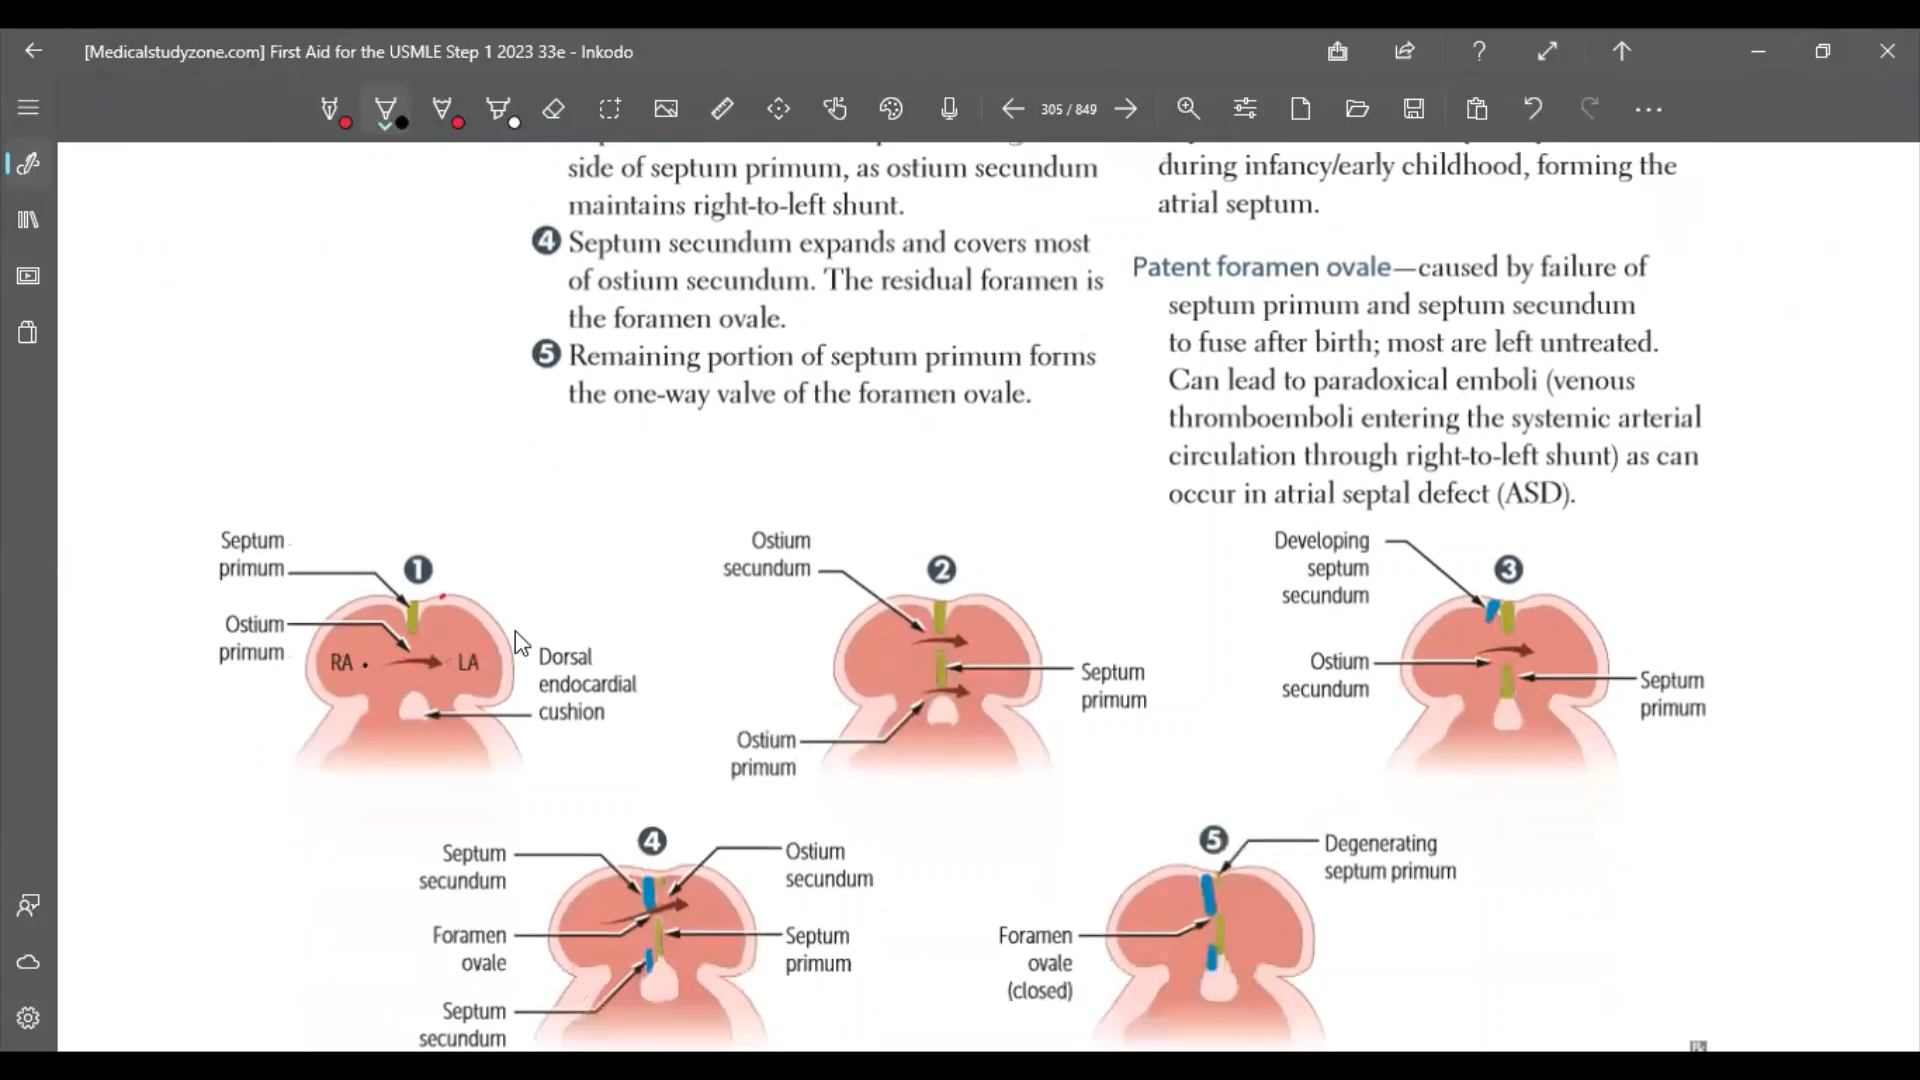 [Medicalstudyzone.com] First Aid for the USMLE Step 1 2023 33e - Inkodo
305 / 849
side of septum primum, as ostium secundum
maintains right-to-left shunt.
4 Septum secundum expands and covers most
of ostium secundum. The residual foramen is
the foramen ovale.
5 Remaining portion of septum primum forms
the one-way valve of the foramen ovale.
during infancy/early childhood, forming the
atrial septum.
Patent foramen ovale—caused by failure of
septum primum and septum secundum
to fuse after birth; most are left untreated.
Can lead to paradoxical emboli (venous
thromboemboli entering the systemic arterial
circulation through right-to-left shunt) as can
occur in atrial septal defect (ASD).
1
Septum
primum
Ostium
primum
RA
LA
Dorsal
endocardial
cushion
2
Ostium
secundum
Septum
primum
Ostium
primum
3
Developing
septum
secundum
Ostium
secundum
Septum
primum
4
Septum
secundum
Ostium
secundum
Foramen
ovale
Septum
primum
Septum
secundum
5
Degenerating
septum primum
Foramen
ovale
(closed)